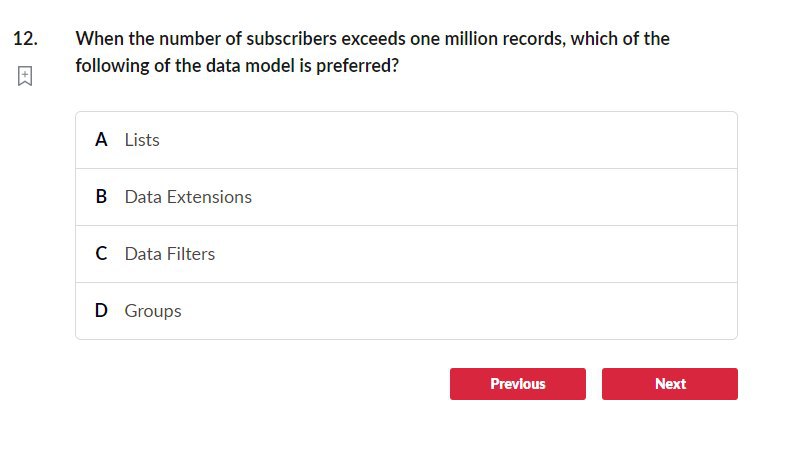 12. When the number of subscribers exceeds one million records, which of the
following of the data model is preferred?
A Lists
B Data Extensions
C Data Filters
D Groups
Previous Next